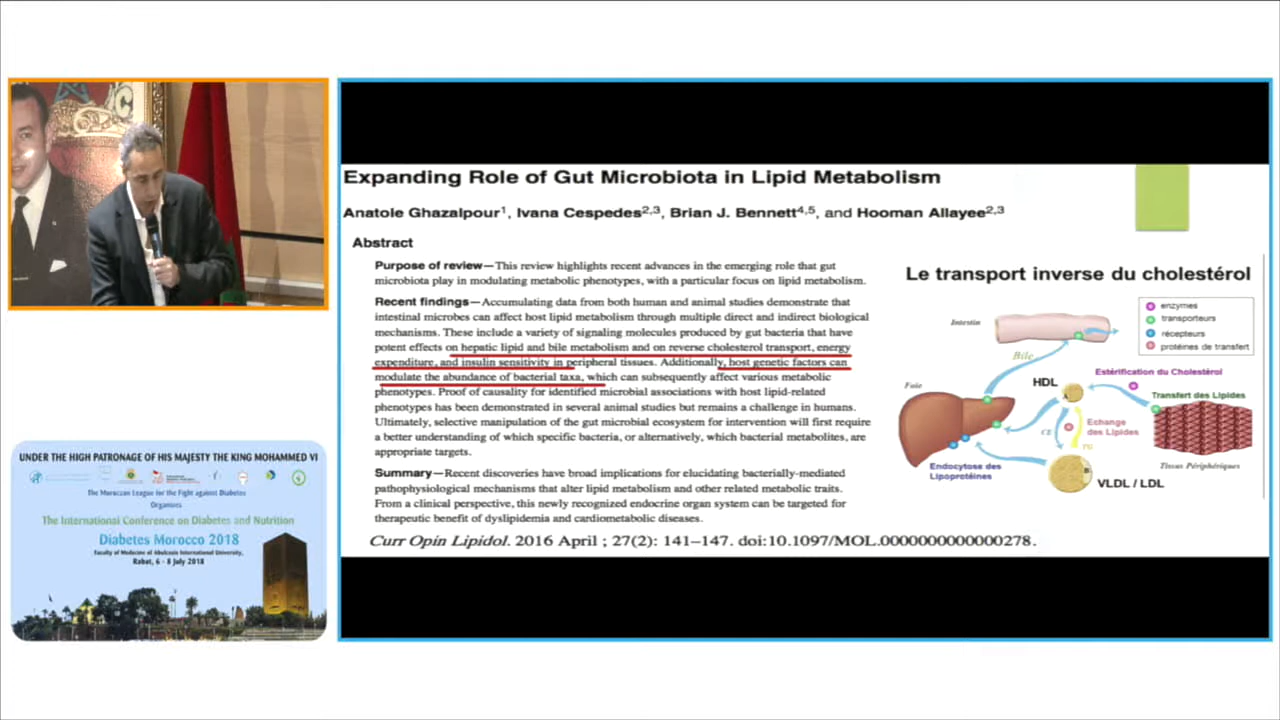 Expanding Role of Gut Microbiota in Lipid Metabolism
Anatole Ghazalpour1, Ivana Cespedes2,3, Brian J. Bennett4,5, and Hooman Allayee2,3
Abstract
Purpose of review—This review highlights recent advances in the emerging role that gut
microbiota play in modulating metabolic phenotypes, with a particular focus on lipid metabolism.
Recent findings—Accumulating data from both human and animal studies demonstrate that
intestinal microbes can affect host lipid metabolism through multiple direct and indirect biological
mechanisms. These include a variety of signaling molecules produced by gut bacteria that have
potent effects on hepatic lipid and bile metabolism and on reverse cholesterol transport, energy
expenditure, and insulin sensitivity in peripheral tissues. Additionally, host genetic factors can
modulate the abundance of bacterial taxa, which can subsequently affect various metabolic
phenotypes. Proof of causality for identified microbial associations with host lipid-related
phenotypes has been demonstrated in several animal studies but remains a challenge in humans.
Ultimately, selective manipulation of the gut microbial ecosystem for intervention will first require
a better understanding of which specific bacteria, or alternatively, which bacterial metabolites, are
appropriate targets.
Summary—Recent discoveries have broad implications for elucidating bacterially-mediated
pathophysiological mechanisms that alter lipid metabolism and other related metabolic traits.
From a clinical perspective, this newly recognized endocrine organ system can be targeted for
therapeutic benefit of dyslipidemia and cardiometabolic diseases.
Curr Opin Lipidol. 2016 April ; 27(2): 141–147. doi:10.1097/MOL.0000000000000278.
Le transport inverse du cholestérol
enzymes
transporteurs
récepteurs
protéines de transfert
Intestin
Bile
Foie
HDL
A
Estérification du Cholestérol
Transfert des Lipides
Echange
des Lipides
CE
TG
B
Endocytose des
Lipoprotéines
VLDL / LDL
Tissus Périphériques
UNDER THE HIGH PATRONAGE OF HIS MAJESTY THE KING MOHAMMED VI
The Moroccan League for the Fight against Diabetes
Organises
The International Conference on Diabetes and Nutrition
Diabetes Morocco 2018
Faculty of Medicine of Abulcasis International University,
Rabat, 6 - 8 July 2018